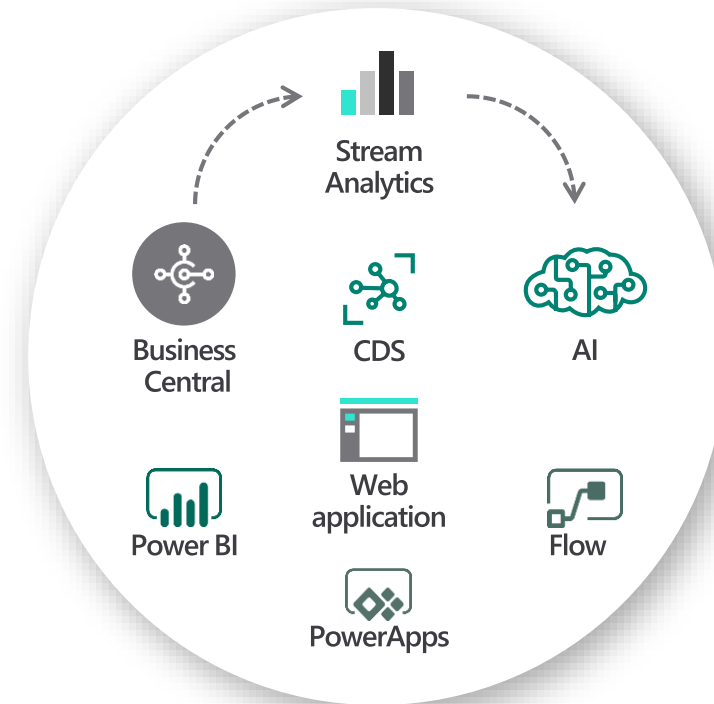 Stream
Analytics
Business
Central
CDS
AI
Web
application
Power BI
Flow
PowerApps